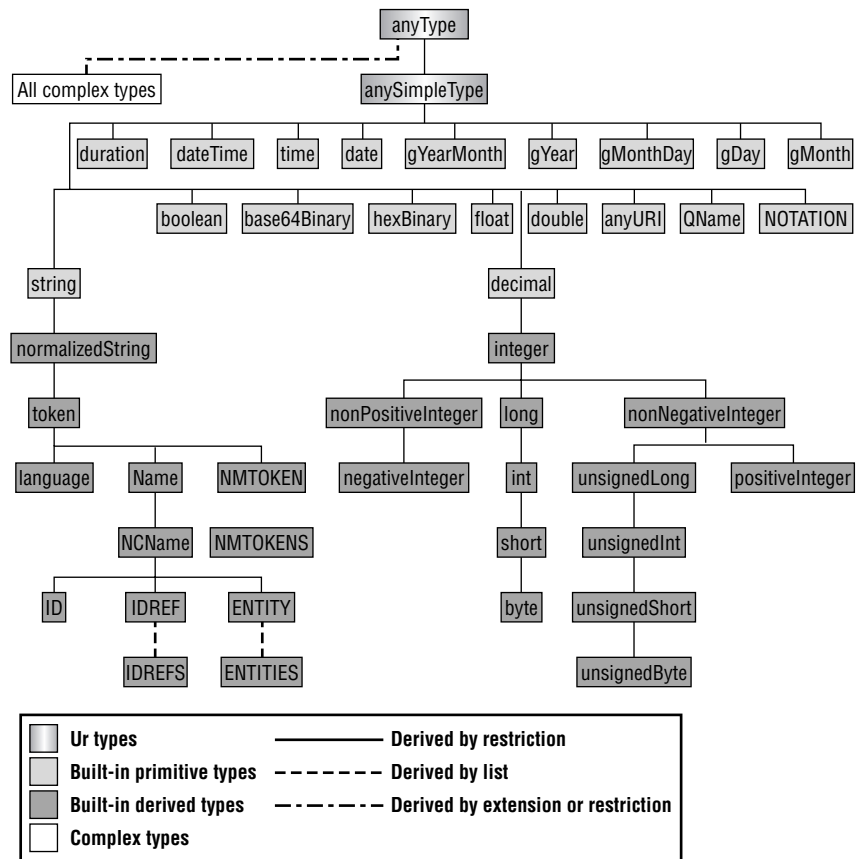 anyType
All complex types
anySimpleType
duration
dateTime
time
date
gYearMonth
gYear
gMonthDay
gDay
gMonth
boolean
base64Binary
hexBinary
float
double
anyURI
QName
NOTATION
string
decimal
normalizedString
integer
token
nonPositiveInteger
long
nonNegativeInteger
language
Name
NMTOKEN
negativeInteger
int
unsignedLong
positiveInteger
NCName
NMTOKENS
short
unsignedInt
ID
IDREF
ENTITY
byte
unsignedShort
IDREFS
ENTITIES
unsignedByte
Ur types
Derived by restriction
Built-in primitive types
Derived by list
Built-in derived types
Derived by extension or restriction
Complex types